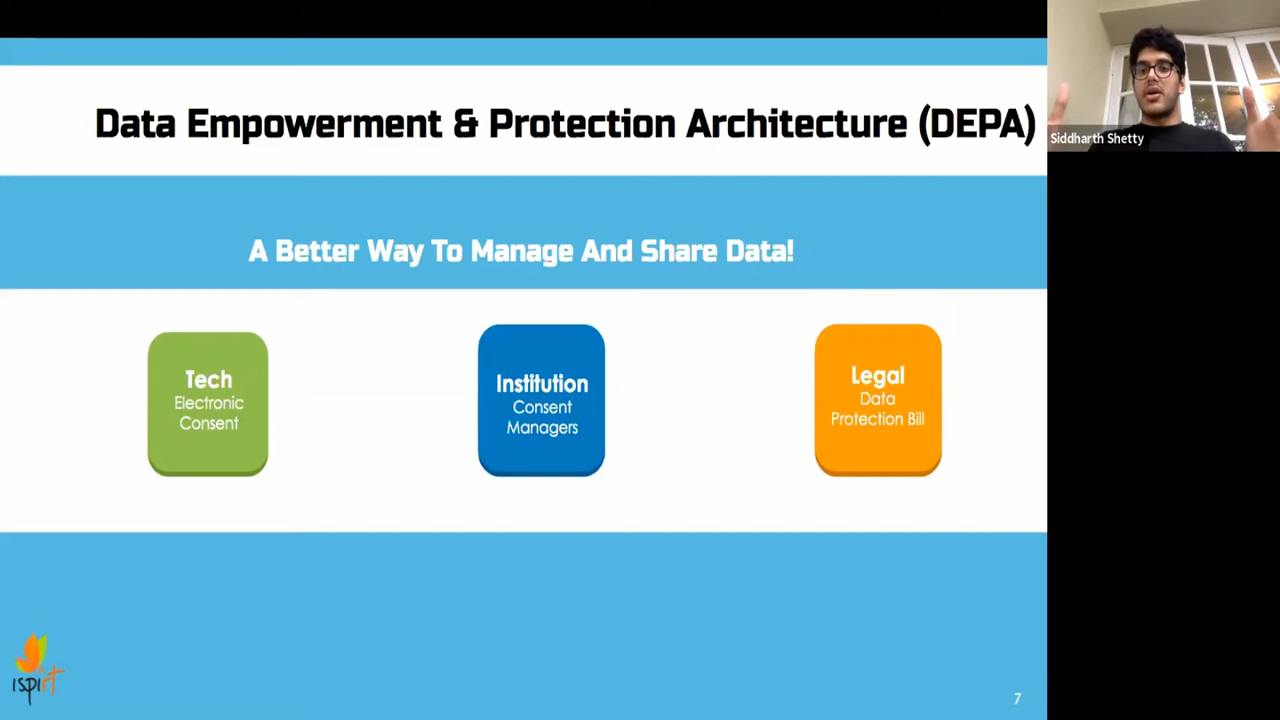 Data Empowerment & Protection Architecture (DEPA)
Siddharth Shetty
A Better Way To Manage And Share Data!
Tech
Electronic
Consent
Institution
Consent
Managers
Legal
Data
Protection Bill
ispirt
7